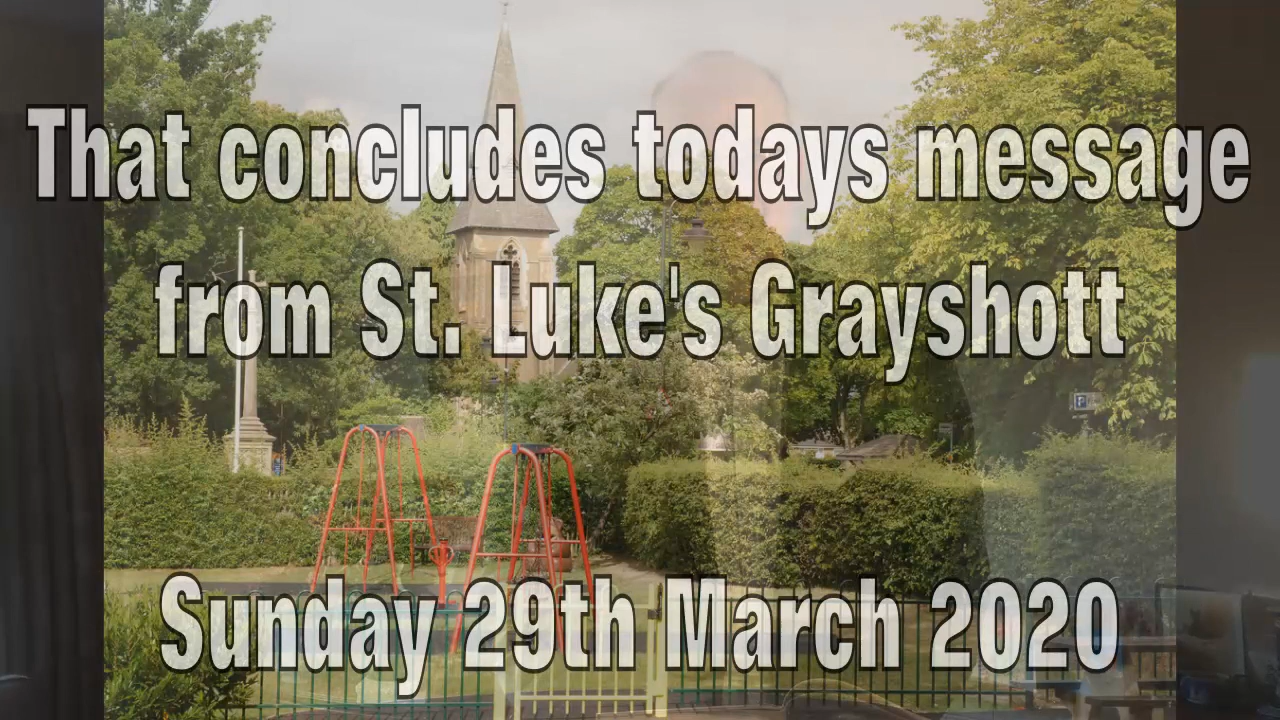 That concludes todays message
from St. Luke's Grayshott
Sunday 29th March 2020